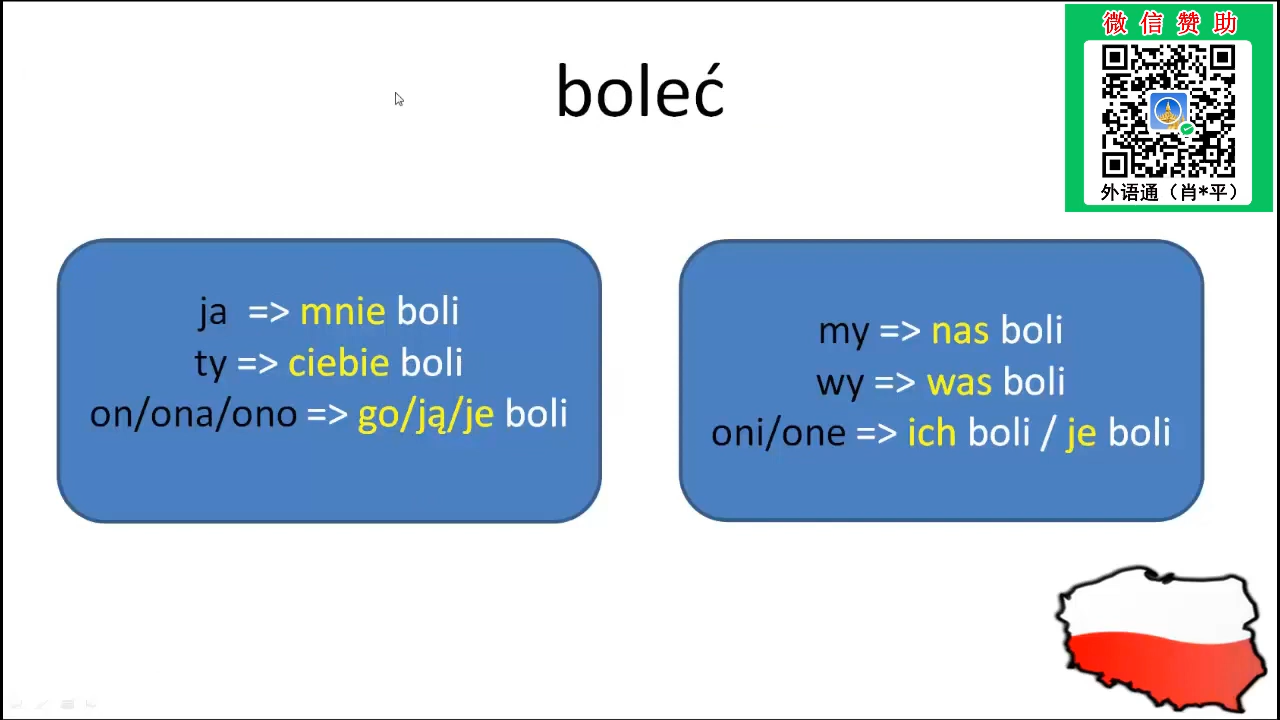 boleć
微信赞助
外语通（肖*平）
ja => mnie boli
ty => ciebie boli
on/ona/ono => go/ją/je boli
my => nas boli
wy => was boli
oni/one => ich boli / je boli